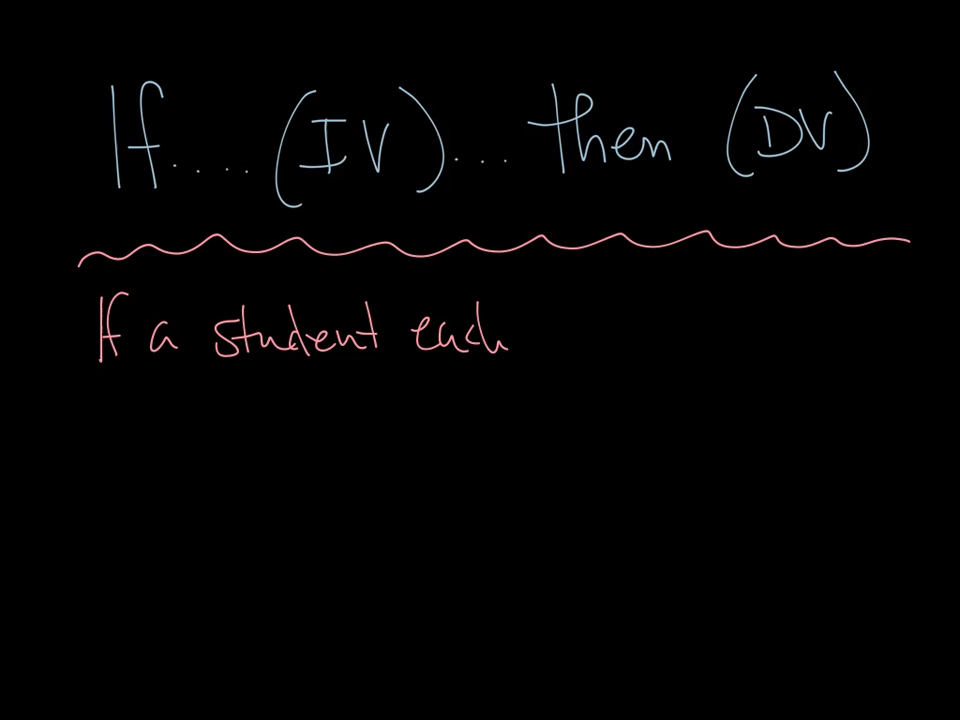 If....(IV)... then (DV)
If a student each